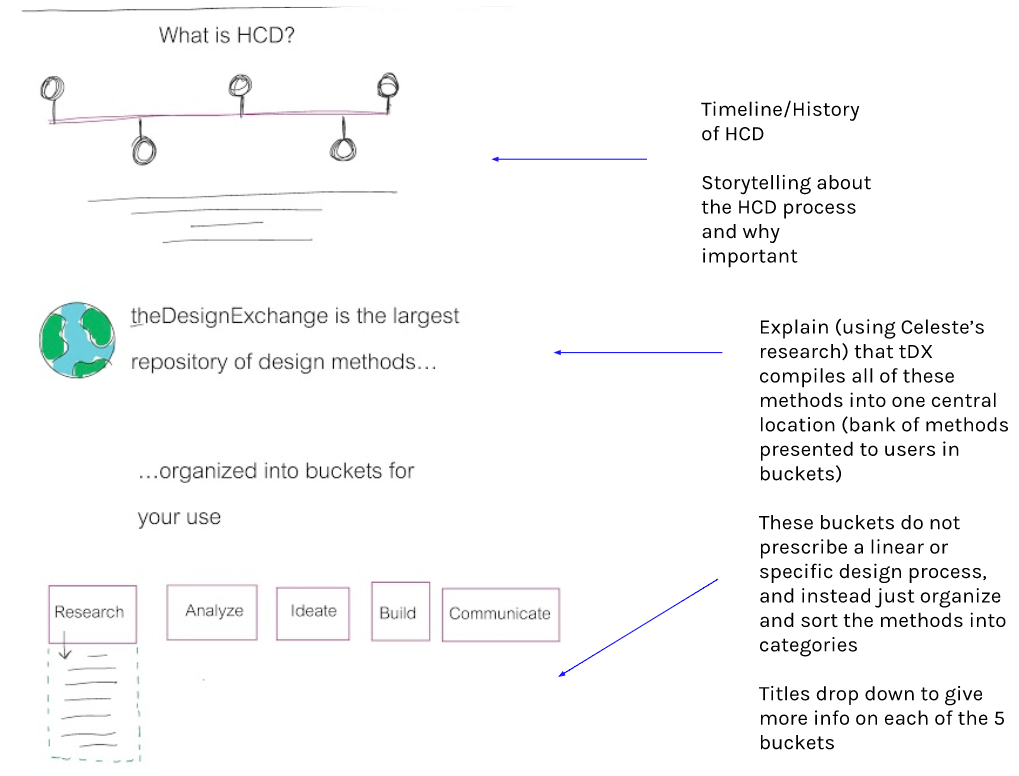 What is HCD?
Timeline/History
of HCD
Storytelling about
the HCD process
and why
important
theDesignExchange is the largest
repository of design methods...
Explain (using Celeste's
research) that tDX
compiles all of these
methods into one central
location (bank of methods
presented to users in
buckets)
...organized into buckets for
your use
These buckets do not
prescribe a linear or
specific design process,
and instead just organize
and sort the methods into
categories
Research
Analyze
Ideate
Build
Communicate
Titles drop down to give
more info on each of the 5
buckets